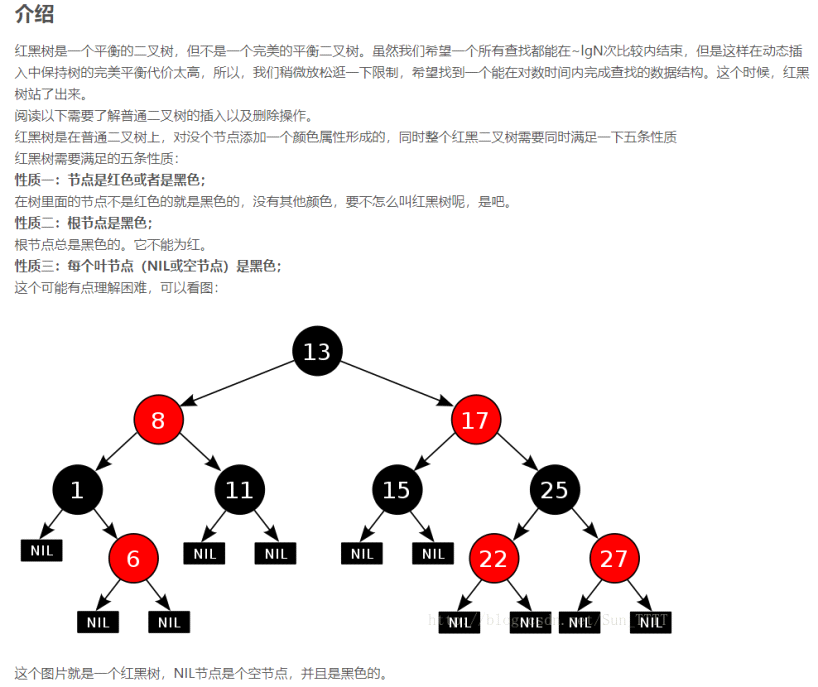 介绍
红黑树是一个平衡的二叉树，但不是一个完美的平衡二叉树。虽然我们希望一个所有查找都能在~lgN次比较内结束，但是这样在动态插
入中保持树的完美平衡代价太高，所以，我们稍微放松逛一下限制，希望找到一个能在对数时间内完成查找的数据结构。这个时候，红黑
树站了出来。
阅读以下需要了解普通二叉树的插入以及删除操作。
红黑树是在普通二叉树上，对没个节点添加一个颜色属性形成的，同时整个红黑二叉树需要同时满足一下五条性质
红黑树需要满足的五条性质：
性质一：节点是红色或者是黑色；
在树里面的节点不是红色的就是黑色的，没有其他颜色，要不怎么叫红黑树呢，是吧。
性质二：根节点是黑色；
根节点总是黑色的。它不能为红。
性质三：每个叶节点（NIL或空节点）是黑色；
这个可能有点理解困难，可以看图：
13
8 17
1 11 15 25
NIL 6 NIL NIL NIL NIL 22 27
NIL NIL NIL NIL NIL NIL
http://blog.csdn.net/Sun_TTTT
这个图片就是一个红黑树，NIL节点是个空节点，并且是黑色的。